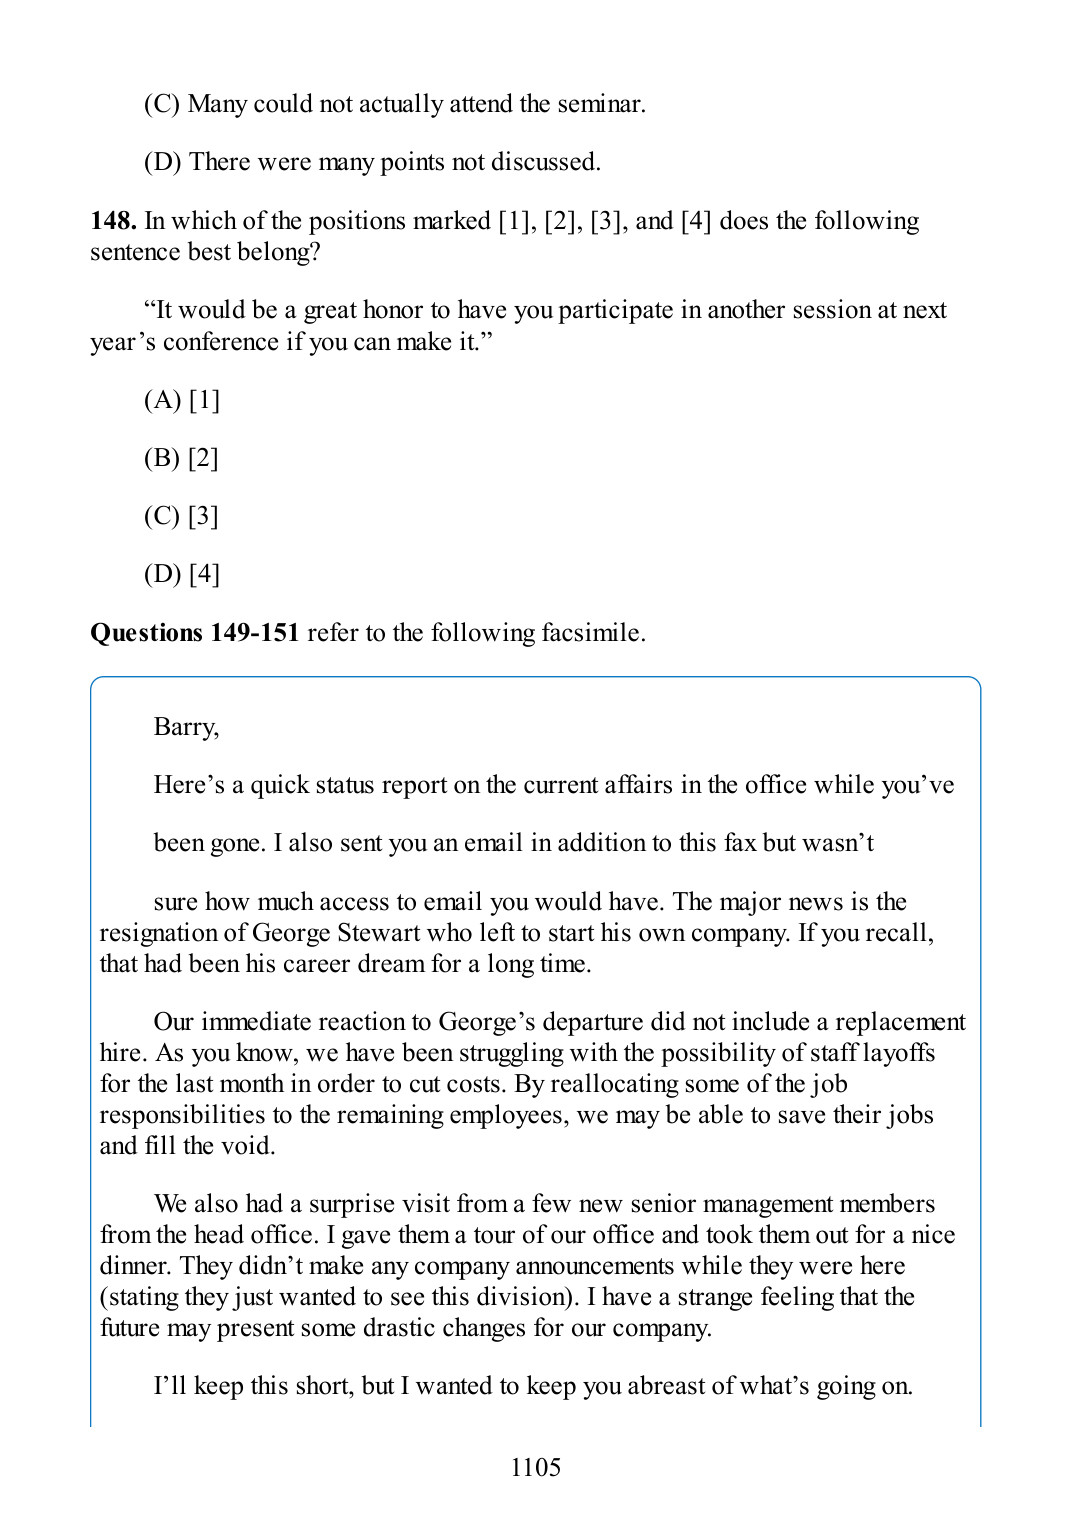 (C) Many could not actually attend the seminar.
(D) There were many points not discussed.
148. In which of the positions marked [1], [2], [3], and [4] does the following
sentence best belong?
“It would be a great honor to have you participate in another session at next
year’s conference if you can make it.”
(A) [1]
(B) [2]
(C) [3]
(D) [4]
Questions 149-151 refer to the following facsimile.
Barry,
Here’s a quick status report on the current affairs in the office while you’ve
been gone. I also sent you an email in addition to this fax but wasn’t
sure how much access to email you would have. The major news is the
resignation of George Stewart who left to start his own company. If you recall,
that had been his career dream for a long time.
Our immediate reaction to George’s departure did not include a replacement
hire. As you know, we have been struggling with the possibility of staff layoffs
for the last month in order to cut costs. By reallocating some of the job
responsibilities to the remaining employees, we may be able to save their jobs
and fill the void.
We also had a surprise visit from a few new senior management members
from the head office. I gave them a tour of our office and took them out for a nice
dinner. They didn’t make any company announcements while they were here
(stating they just wanted to see this division). I have a strange feeling that the
future may present some drastic changes for our company.
I’ll keep this short, but I wanted to keep you abreast of what’s going on.
1105